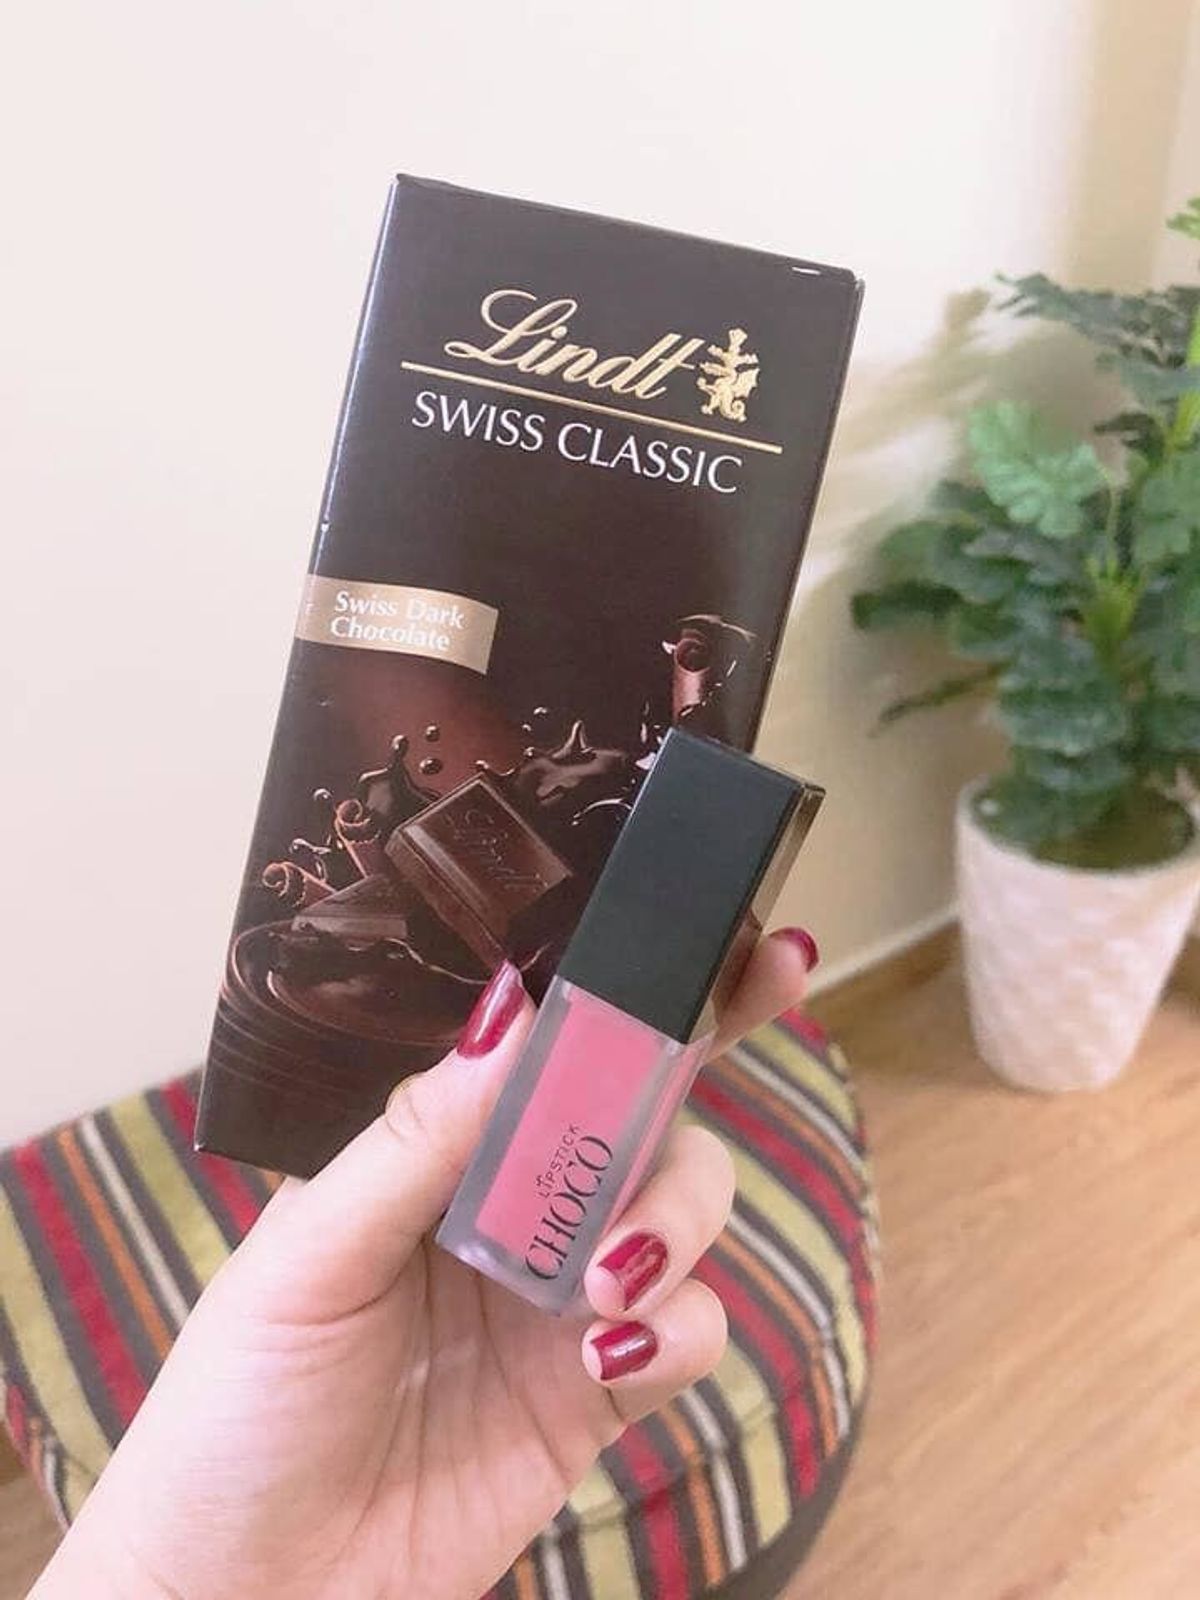 Lindt
SWISS CLASSIC
Swiss Dark
Chocolate
Lindt
LIPSTICK
CHOCO